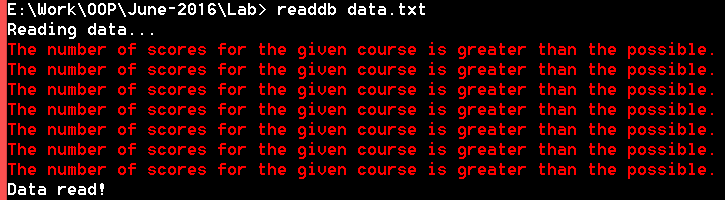 E:\Work\OOP\June-2016\Lab> readdb data.txt
Reading data...
The number of scores for the given course is greater than the possible.
The number of scores for the given course is greater than the possible.
The number of scores for the given course is greater than the possible.
The number of scores for the given course is greater than the possible.
The number of scores for the given course is greater than the possible.
The number of scores for the given course is greater than the possible.
The number of scores for the given course is greater than the possible.
Data read!